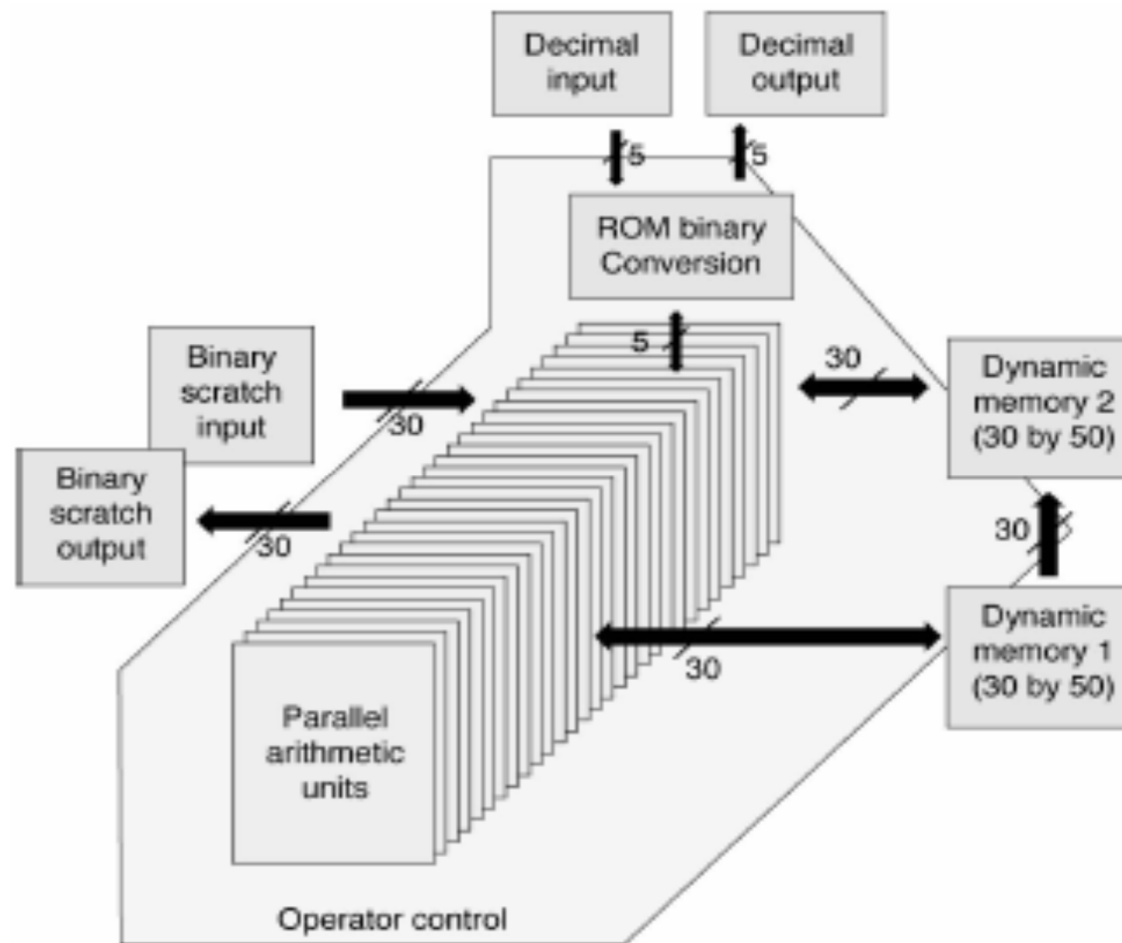 Decimal
input
Decimal
output
5
5
ROM binary
Conversion
5
30
Binary
scratch
input
30
Dynamic
memory 2
(30 by 50)
Binary
scratch
output
30
30
Dynamic
memory 1
(30 by 50)
30
Parallel
arithmetic
units
Operator control